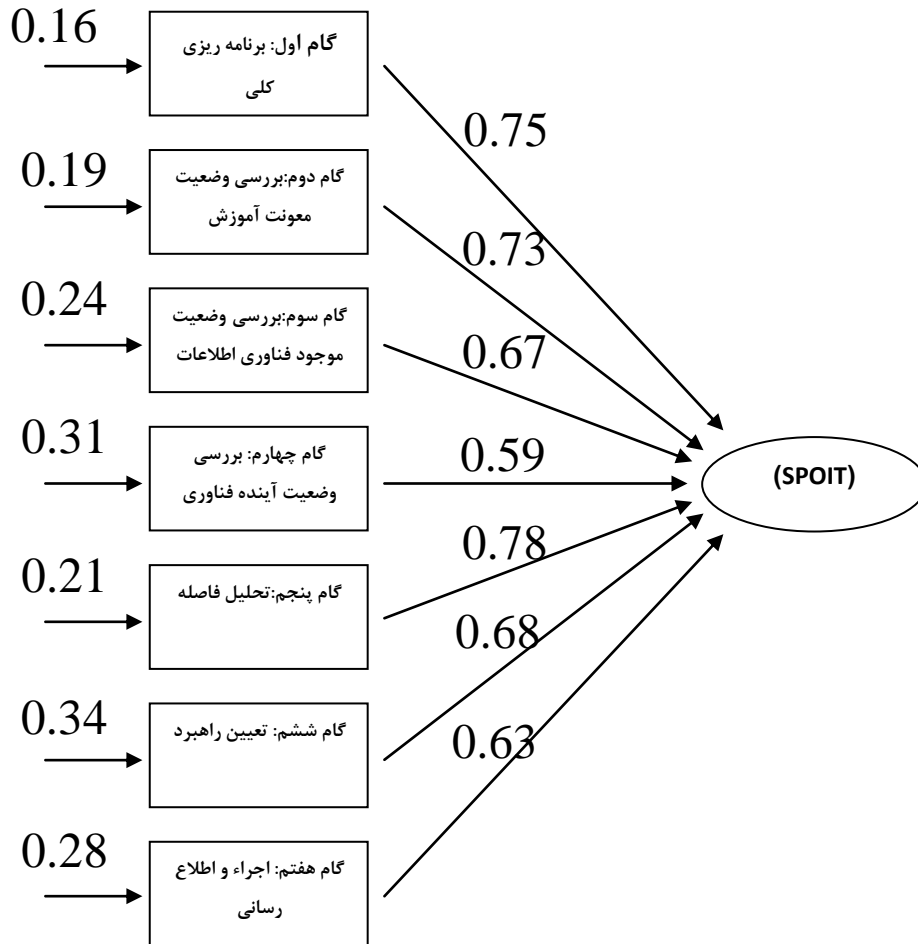 0.16
گام اول: برنامه ریزی
کلی
0.75
0.19
گام دوم:بررسی وضعیت
معونت آموزش
0.73
0.24
گام سوم:بررسی وضعیت
موجود فناوری اطلاعات
0.67
0.31
گام چهارم: بررسی
وضعیت آینده فناوری
0.59
(SPOIT)
0.21
گام پنجم:تحلیل فاصله
0.78
0.34
گام ششم: تعیین راهبرد
0.68
0.28
گام هفتم: اجراء و اطلاع
رسانی
0.63